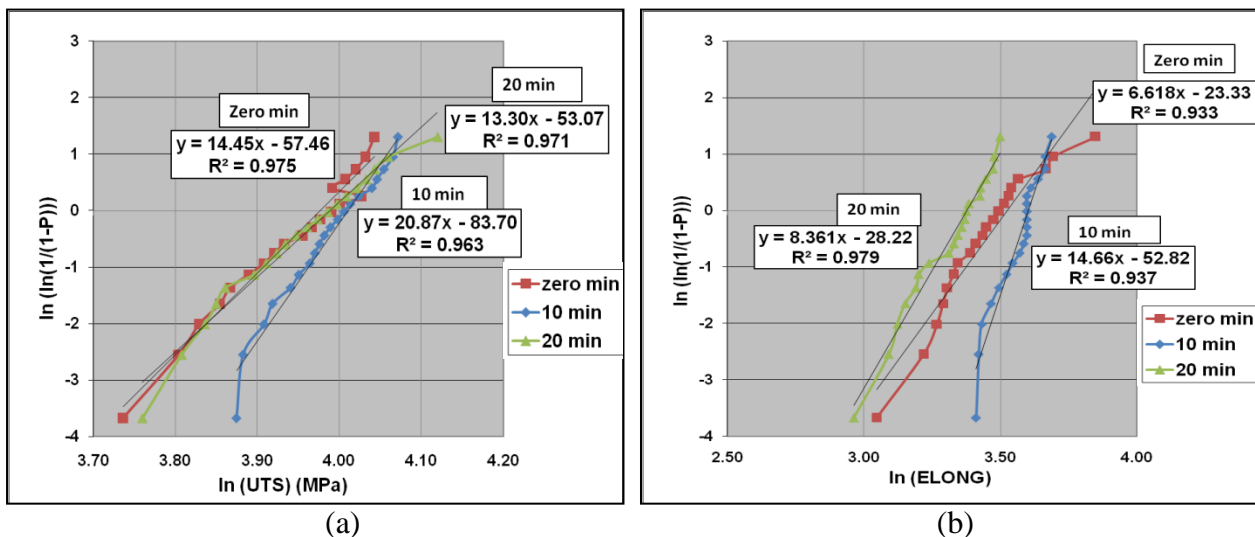 3
2
1
0
-1
-2
-3
-4
3.70 3.80 3.90 4.00 4.10 4.20
ln (ln(1/(1-P)))
ln (UTS) (MPa)
Zero min
y = 14.45x - 57.46
R² = 0.975
20 min
y = 13.30x - 53.07
R² = 0.971
10 min
y = 20.87x - 83.70
R² = 0.963
zero min
10 min
20 min
(a)
3
2
1
0
-1
-2
-3
-4
2.50 3.00 3.50 4.00
ln (ln(1/(1-P)))
ln (ELONG)
Zero min
y = 6.618x - 23.33
R² = 0.933
20 min
y = 8.361x - 28.22
R² = 0.979
10 min
y = 14.66x - 52.82
R² = 0.937
zero min
10 min
20 min
(b)